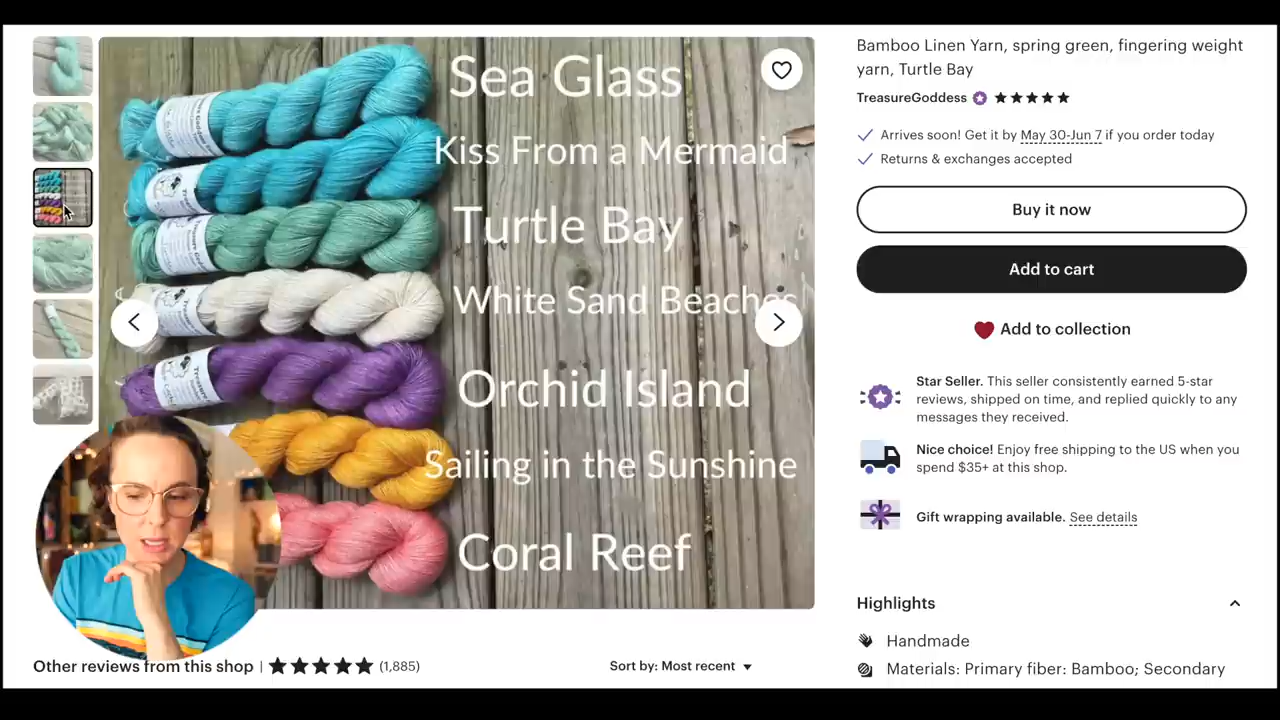 Sea Glass
Kiss From a Mermaid
Turtle Bay
White Sand Beaches
Orchid Island
Sailing in the Sunshine
Coral Reef
Bamboo Linen Yarn, spring green, fingering weight
yarn, Turtle Bay
TreasureGoddess
Arrives soon! Get it by May 30-Jun 7 if you order today
Returns & exchanges accepted
Buy it now
Add to cart
Add to collection
Star Seller. This seller consistently earned 5-star
reviews, shipped on time, and replied quickly to any
messages they received.
Nice choice! Enjoy free shipping to the US when you
spend $35+ at this shop.
Gift wrapping available. See details
Highlights
Handmade
Materials: Primary fiber: Bamboo; Secondary
Other reviews from this shop | (1,885)
Sort by: Most recent